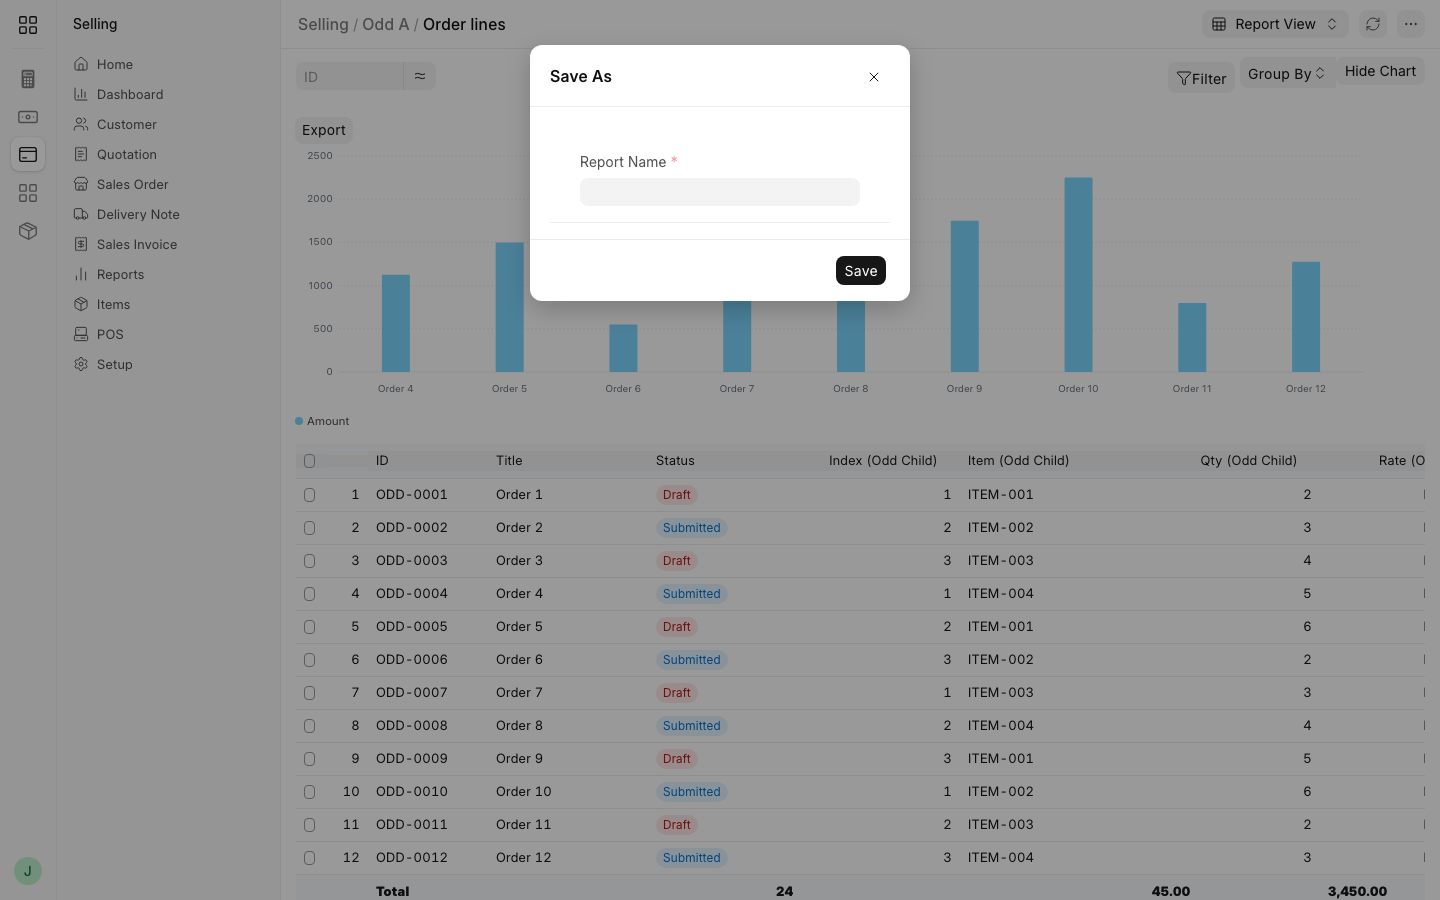 Selling
Selling / Odd A / Order lines
Report View
Home
Dashboard
Customer
Quotation
Sales Order
Delivery Note
Sales Invoice
Reports
Items
POS
Setup
J
ID
≈
Filter
Group By
Hide Chart
Export
Save As
Report Name *
Save
2500
2000
1500
1000
500
0
Order 4 Order 5 Order 6 Order 7 Order 8 Order 9 Order 10 Order 11 Order 12
Amount
ID Title Status Index (Odd Child) Item (Odd Child) Qty (Odd Child) Rate (O
1 ODD-0001 Order 1 Draft 1 ITEM-001 2
2 ODD-0002 Order 2 Submitted 2 ITEM-002 3
3 ODD-0003 Order 3 Draft 3 ITEM-003 4
4 ODD-0004 Order 4 Submitted 1 ITEM-004 5
5 ODD-0005 Order 5 Draft 2 ITEM-001 6
6 ODD-0006 Order 6 Submitted 3 ITEM-002 2
7 ODD-0007 Order 7 Draft 1 ITEM-003 3
8 ODD-0008 Order 8 Submitted 2 ITEM-004 4
9 ODD-0009 Order 9 Draft 3 ITEM-001 5
10 ODD-0010 Order 10 Submitted 1 ITEM-002 6
11 ODD-0011 Order 11 Draft 2 ITEM-003 2
12 ODD-0012 Order 12 Submitted 3 ITEM-004 3
Total 24 45.00 3,450.00